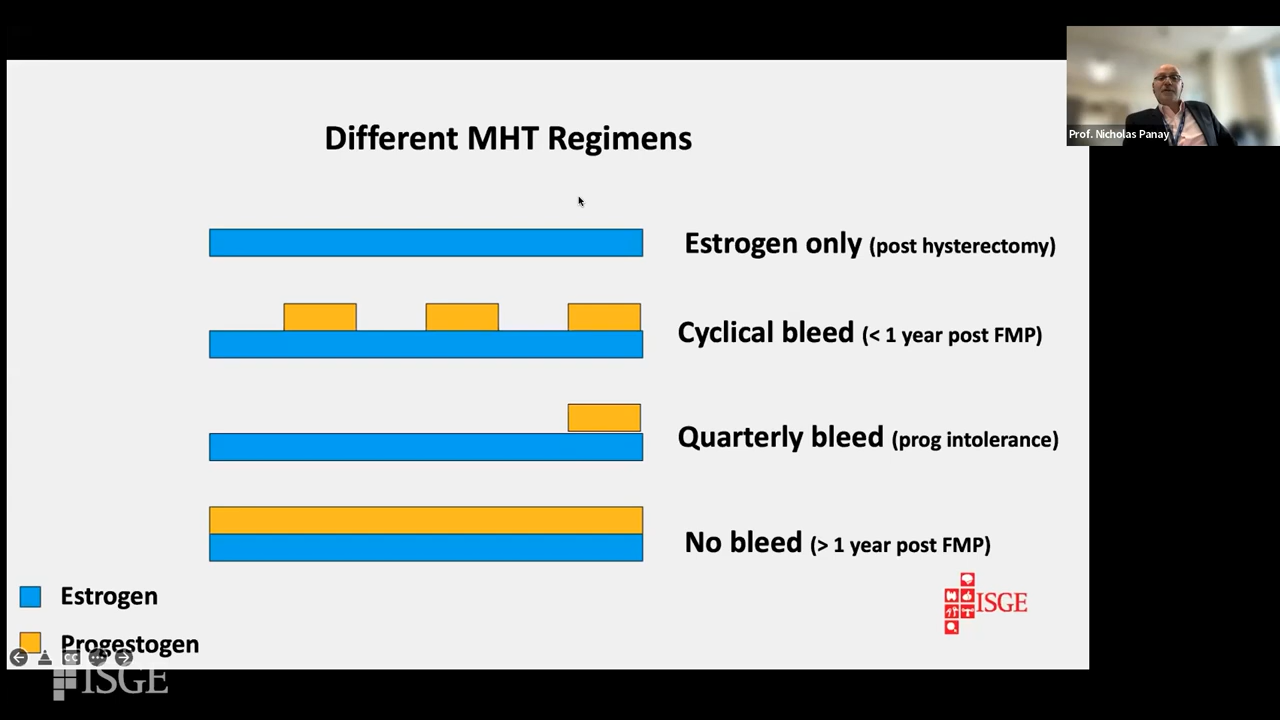 Prof. Nicholas Panay
Different MHT Regimens
Estrogen only (post hysterectomy)
Cyclical bleed (< 1 year post FMP)
Quarterly bleed (prog intolerance)
No bleed (> 1 year post FMP)
Estrogen
Progestogen
ISGE
CC
ISGE